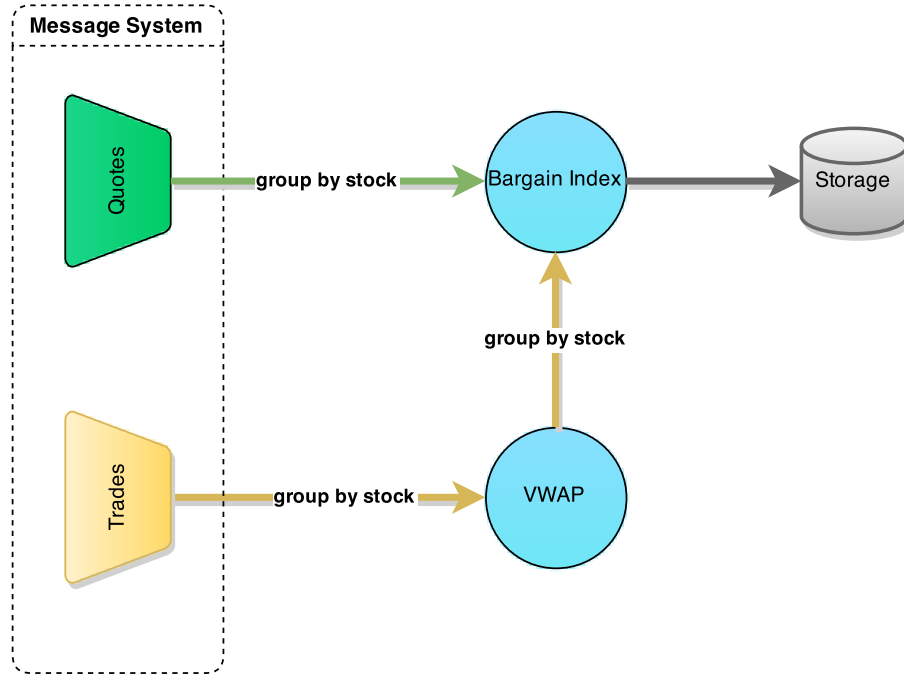 Message System
Quotes
group by stock
Bargain Index
Storage
group by stock
Trades
group by stock
VWAP